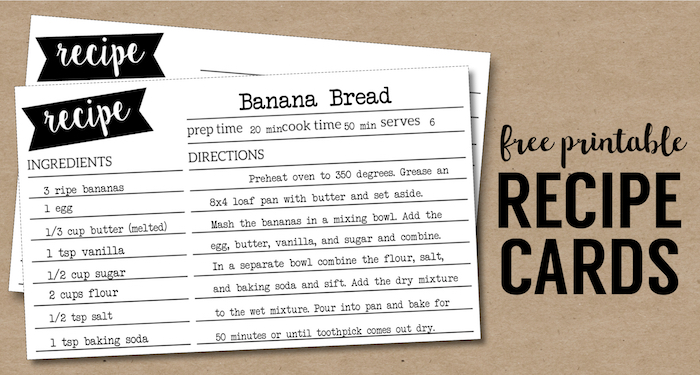 recipe
recipe
Banana Bread
prep time 20 min cook time 50 min serves 6
INGREDIENTS
3 ripe bananas
1 egg
1/3 cup butter (melted)
1 tsp vanilla
1/2 cup sugar
2 cups flour
1/2 tsp salt
1 tsp baking soda
DIRECTIONS
Preheat oven to 350 degrees. Grease an
8x4 loaf pan with butter and set aside.
Mash the bananas in a mixing bowl. Add the
egg, butter, vanilla, and sugar and combine.
In a separate bowl combine the flour, salt,
and baking soda and sift. Add the dry mixture
to the wet mixture. Pour into pan and bake for
50 minutes or until toothpick comes out dry.
free printable
RECIPE
CARDS